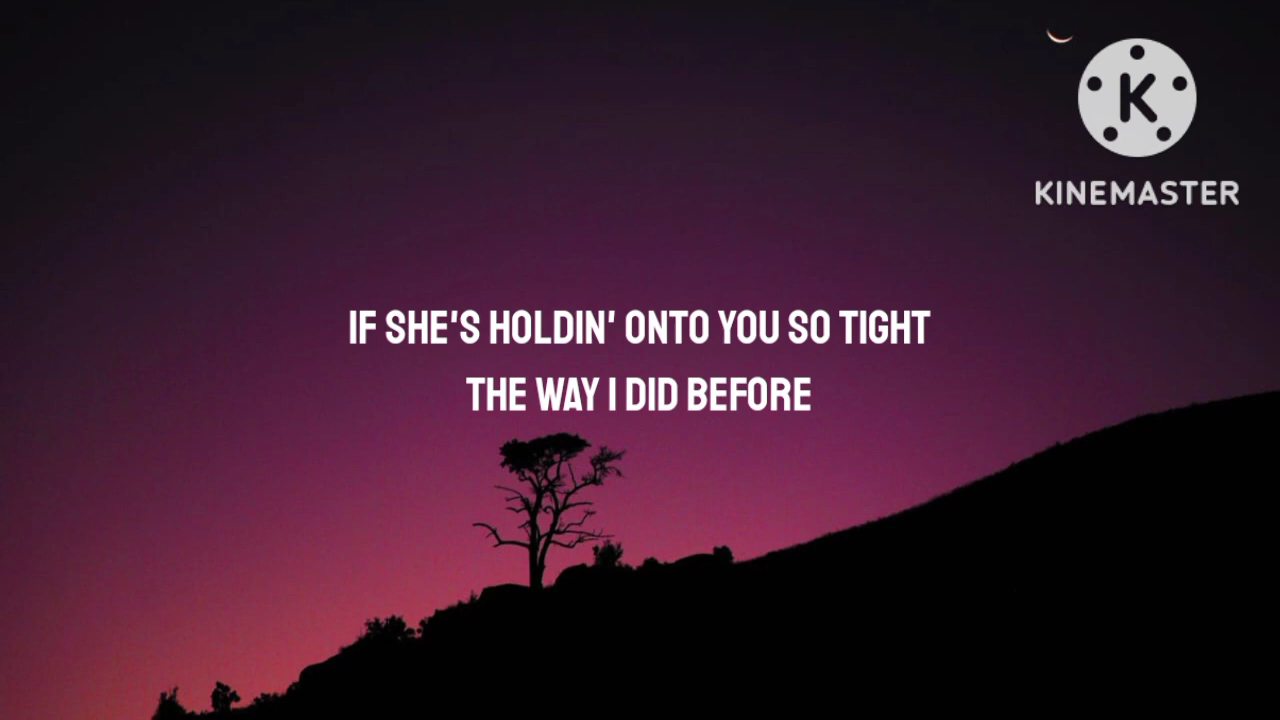 K
KINEMASTER
IF SHE'S HOLDIN' ONTO YOU SO TIGHT
THE WAY I DID BEFORE